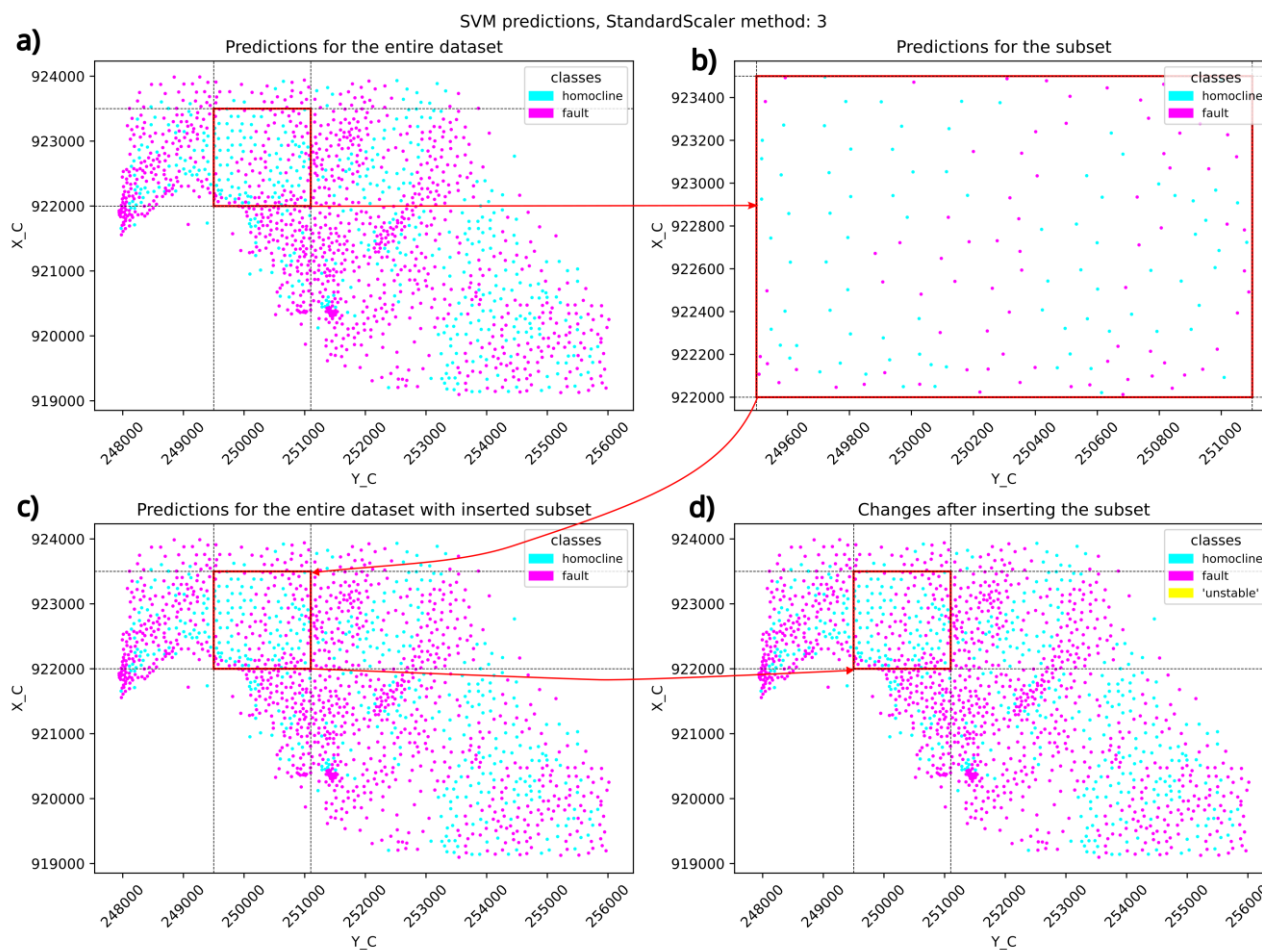 SVM predictions, StandardScaler method: 3
a)
Predictions for the entire dataset
classes
homocline
fault
924000
923000
922000
921000
920000
919000
X_C
248000
249000
250000
251000
252000
253000
254000
255000
256000
Y_C
b)
Predictions for the subset
classes
homocline
fault
923400
923200
923000
922800
922600
922400
922200
922000
X_C
249600
249800
250000
250200
250400
250600
250800
251000
Y_C
c)
Predictions for the entire dataset with inserted subset
classes
homocline
fault
924000
923000
922000
921000
920000
919000
X_C
248000
249000
250000
251000
252000
253000
254000
255000
256000
Y_C
d)
Changes after inserting the subset
classes
homocline
fault
'unstable'
924000
923000
922000
921000
920000
919000
X_C
248000
249000
250000
251000
252000
253000
254000
255000
256000
Y_C